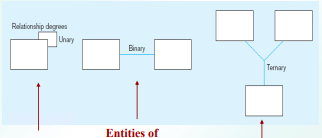 Relationship degrees
Unary
Binary
Ternary
Entities of